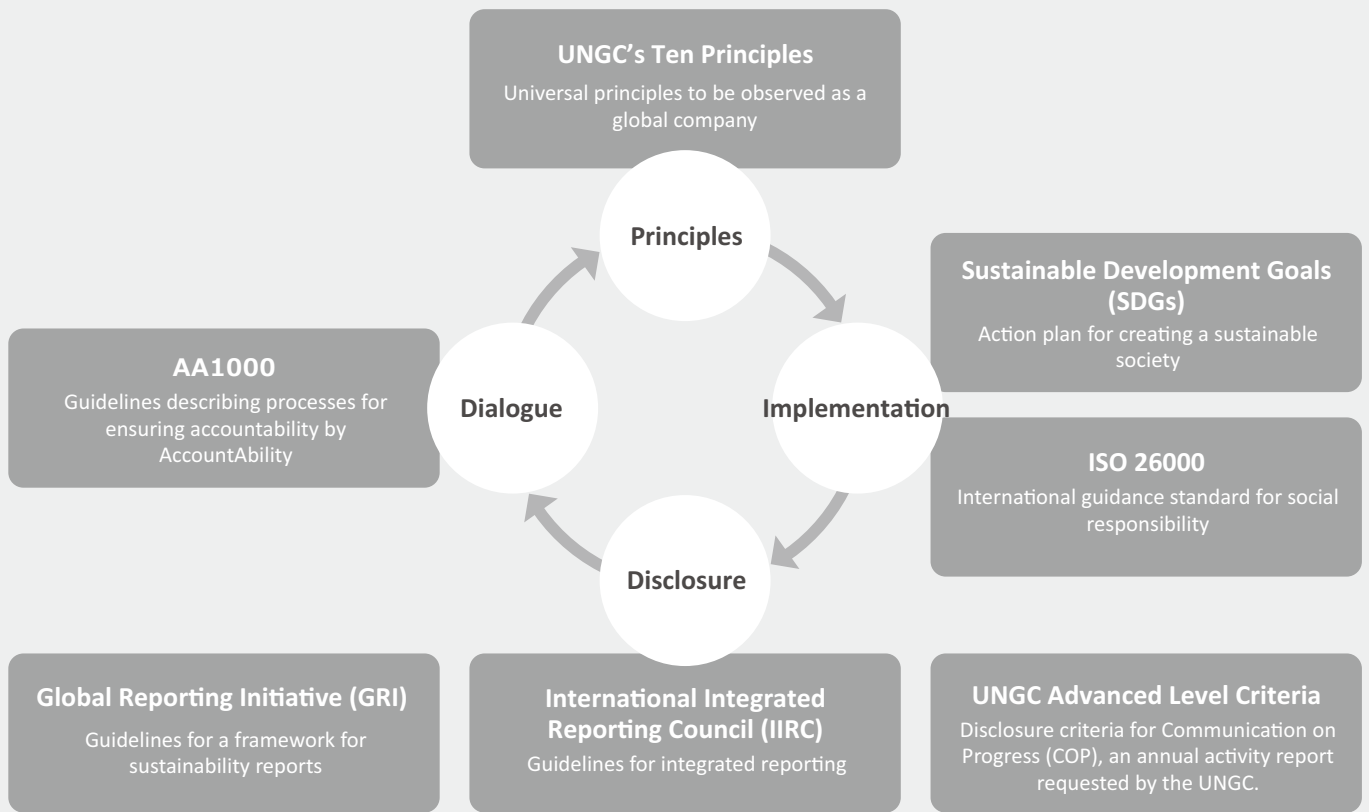 UNGC’s Ten Principles
Universal principles to be observed as a
global company
Principles
Sustainable Development Goals
(SDGs)
Action plan for creating a sustainable
society
AA1000
Guidelines describing processes for
ensuring accountability by
AccountAbility
Dialogue
Implementation
ISO 26000
International guidance standard for social
responsibility
Disclosure
Global Reporting Initiative (GRI)
Guidelines for a framework for
sustainability reports
International Integrated
Reporting Council (IIRC)
Guidelines for integrated reporting
UNGC Advanced Level Criteria
Disclosure criteria for Communication on
Progress (COP), an annual activity report
requested by the UNGC.